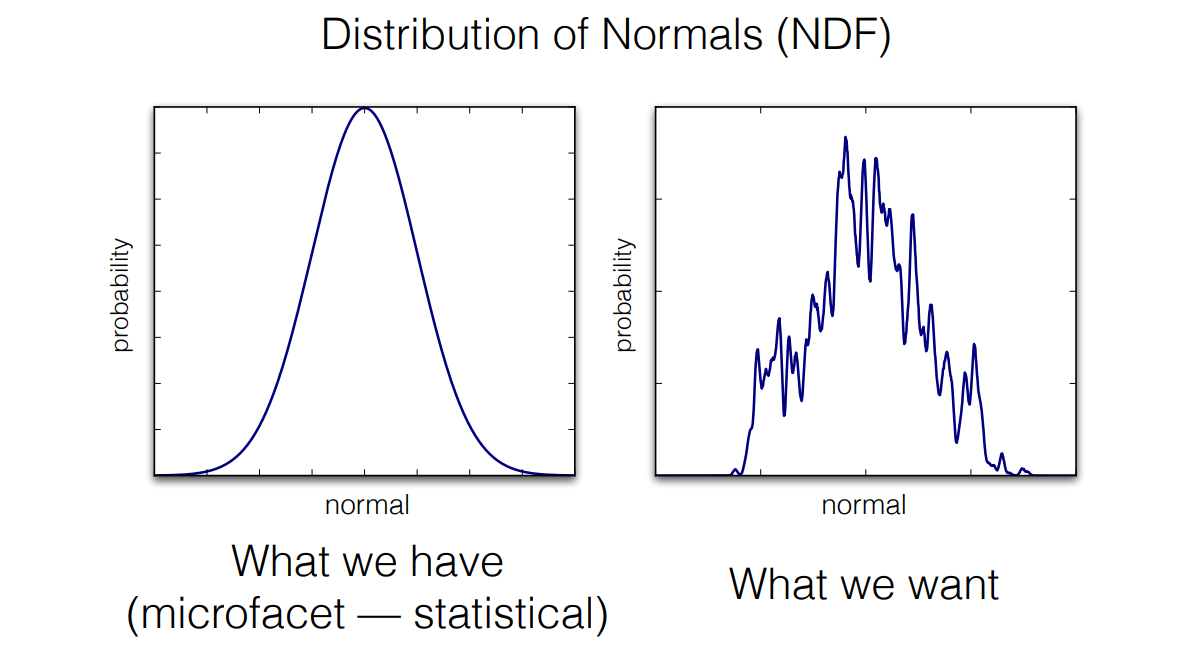 Distribution of Normals (NDF)
probability
normal
probability
normal
What we have
(microfacet — statistical)
What we want